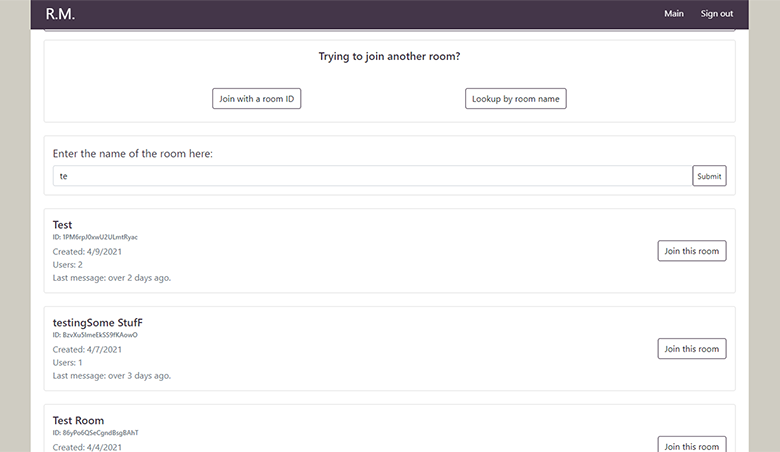 R.M.
Main
Sign out
Trying to join another room?
Join with a room ID
Lookup by room name
Enter the name of the room here:
te
Submit
Test
ID:
Created: 4/9/2021
Users: 2
Last message: over 2 days ago.
Join this room
testingSome StufF
ID:
Created: 4/7/2021
Users: 1
Last message: over 3 days ago.
Join this room
Test Room
ID:
Created: 4/4/2021
Join this room